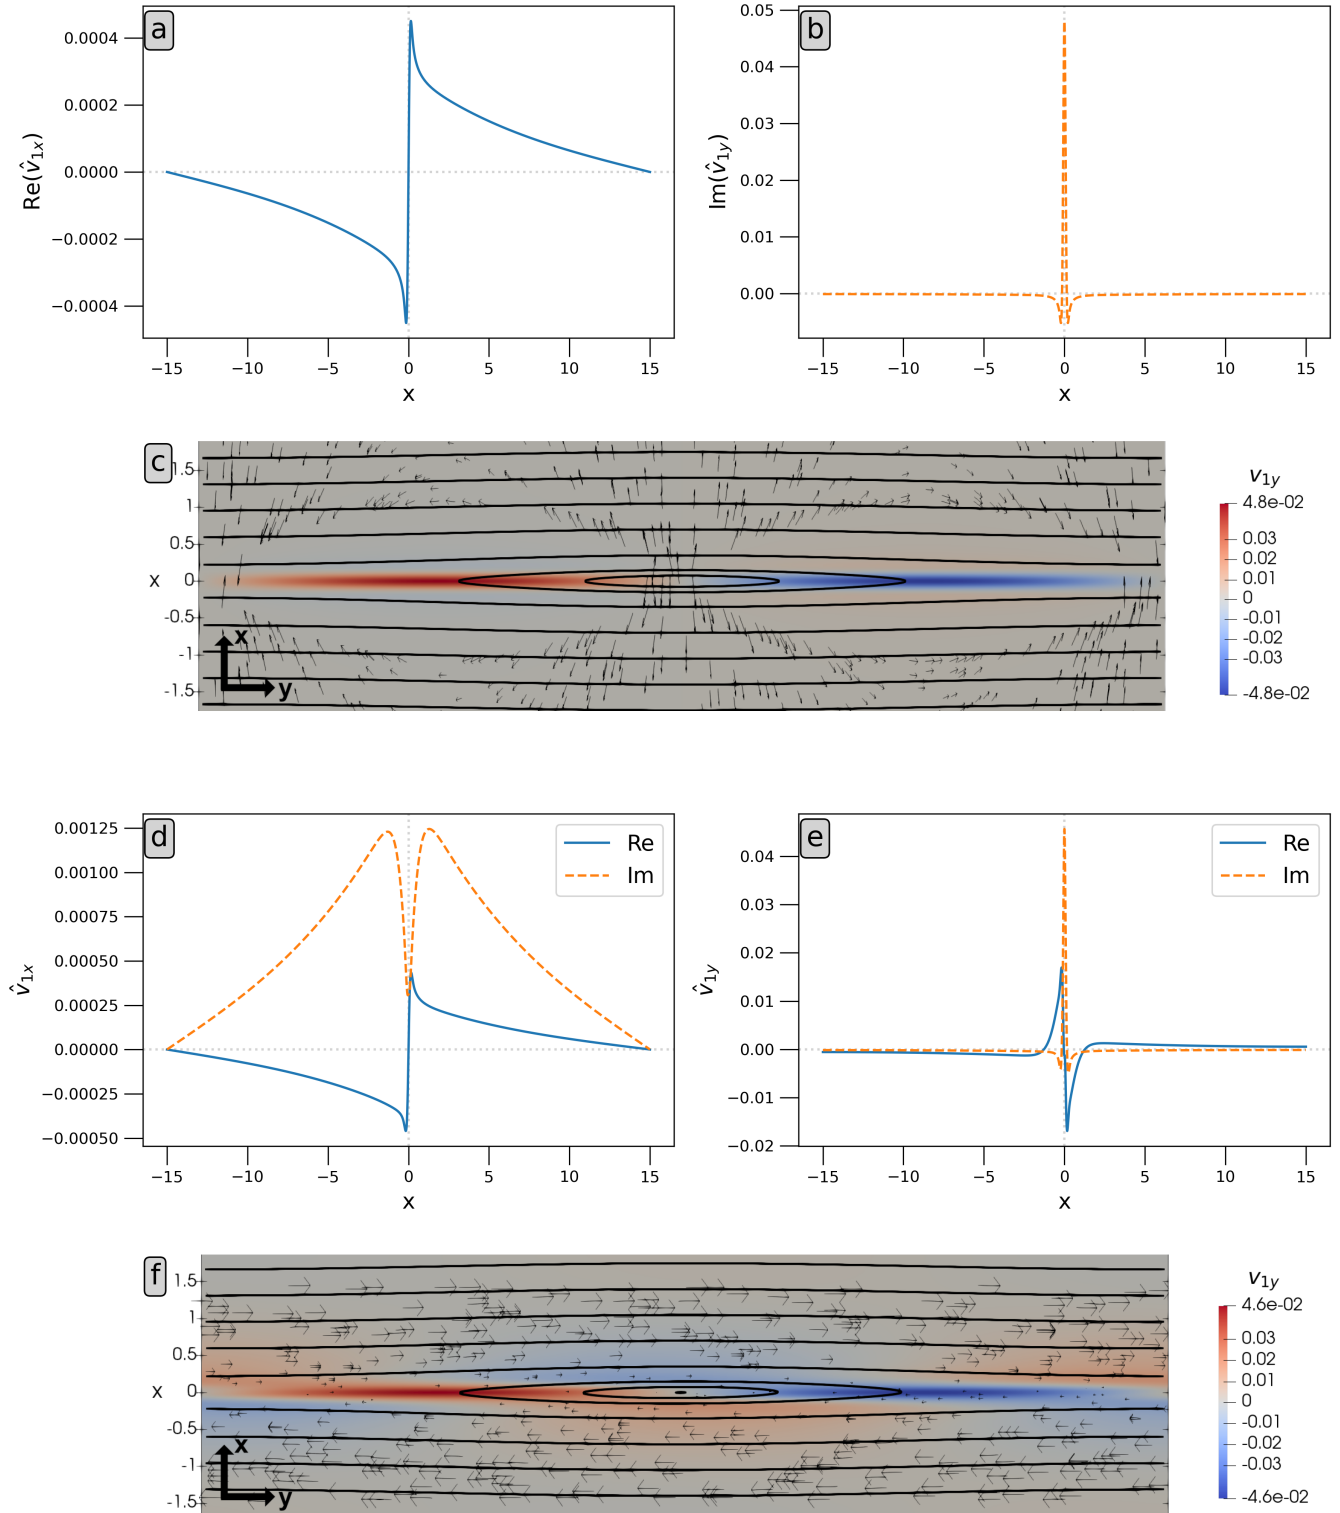 a
0.0004
0.0002
0.0000
−0.0002
−0.0004
Re(v̂1x)
−15 −10 −5 0 5 10 15
x
b
0.05
0.04
0.03
0.02
0.01
0.00
Im(v̂1y)
−15 −10 −5 0 5 10 15
x
c
1.5
1
0.5
0
-0.5
-1
-1.5
x
x
y
v1y
4.8e-02
0.03
0.02
0.01
0
-0.01
-0.02
-0.03
-4.8e-02
d
0.00125
0.00100
0.00075
0.00050
0.00025
0.00000
−0.00025
−0.00050
v̂1x
Re
Im
−15 −10 −5 0 5 10 15
x
e
0.04
0.03
0.02
0.01
0.00
−0.01
−0.02
v̂1y
Re
Im
−15 −10 −5 0 5 10 15
x
f
1.5
1
0.5
0
-0.5
-1
-1.5
x
x
y
v1y
4.6e-02
0.03
0.02
0.01
0
-0.01
-0.02
-0.03
-4.6e-02